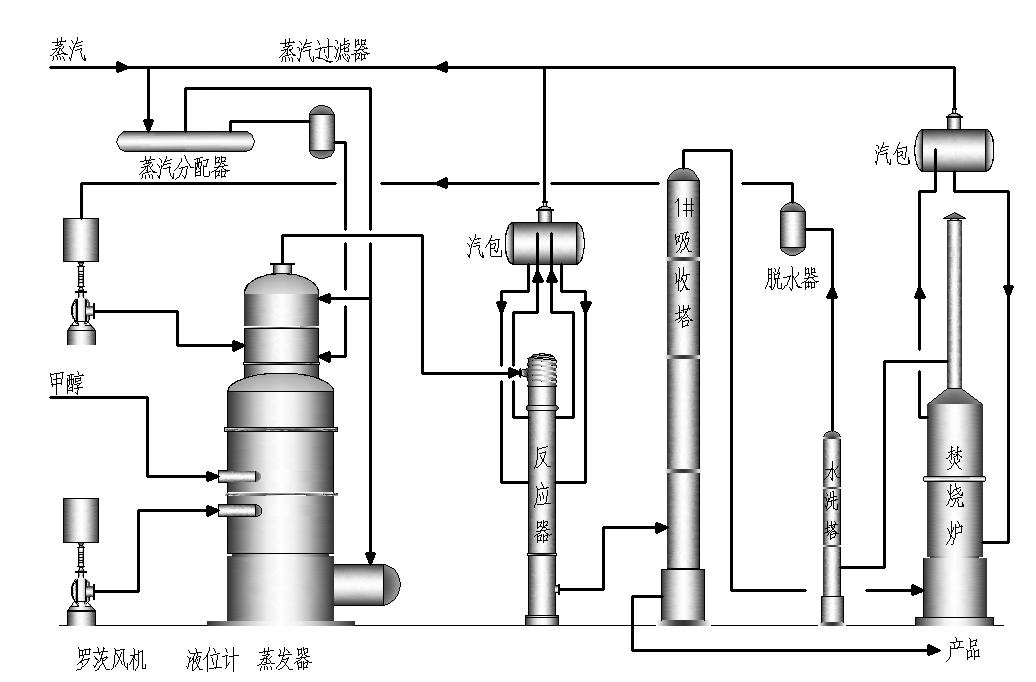 蒸汽
蒸汽过滤器
汽包
蒸汽分配器
1#吸收塔
汽包
脱水器
甲醇
反应器
水洗塔
焚烧炉
罗茨风机
液位计
蒸发器
产品